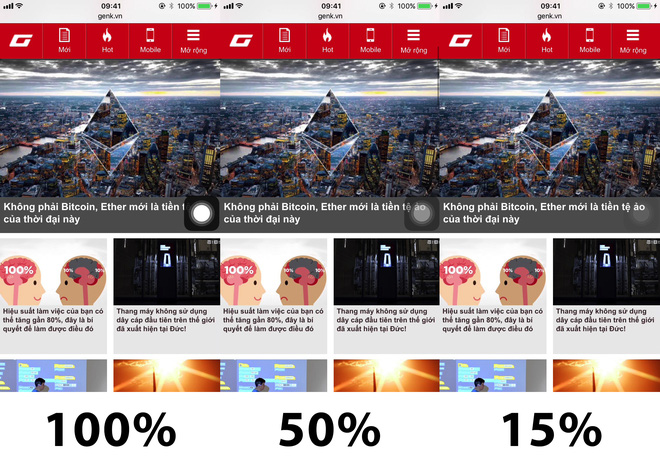 09:41 100%
genk.vn
G
Mới Hot Mobile Mở rộng
Không phải Bitcoin, Ether mới là tiền t
của thời đại này
100% 10% 10%
Hiệu suất làm việc của bạn có
thể tăng gần 80%, đây là bí
quyết để làm được điều đó
Thang máy không sử dụng
dây cáp đầu tiên trên thế giới
đã xuất hiện tại Đức!
100%
09:41 100%
genk.vn
G
Mới Hot Mobile Mở rộng
Không phải Bitcoin, Ether mới là tiền tệ ảo
của thời đại này
100% 10% 10%
Hiệu suất làm việc của bạn có
thể tăng gần 80%, đây là bí
quyết để làm được điều đó
Thang máy không sử dụng
dây cáp đầu tiên trên thế giới
đã xuất hiện tại Đức!
50%
09:41 100%
genk.vn
G
Mới Hot Mobile Mở rộng
Không phải Bitcoin, Ether mới là tiền tệ ảo
của thời đại này
100% 10% 10%
Hiệu suất làm việc của bạn có
thể tăng gần 80%, đây là bí
quyết để làm được điều đó
Thang máy không sử dụng
dây cáp đầu tiên trên thế giới
đã xuất hiện tại Đức!
15%